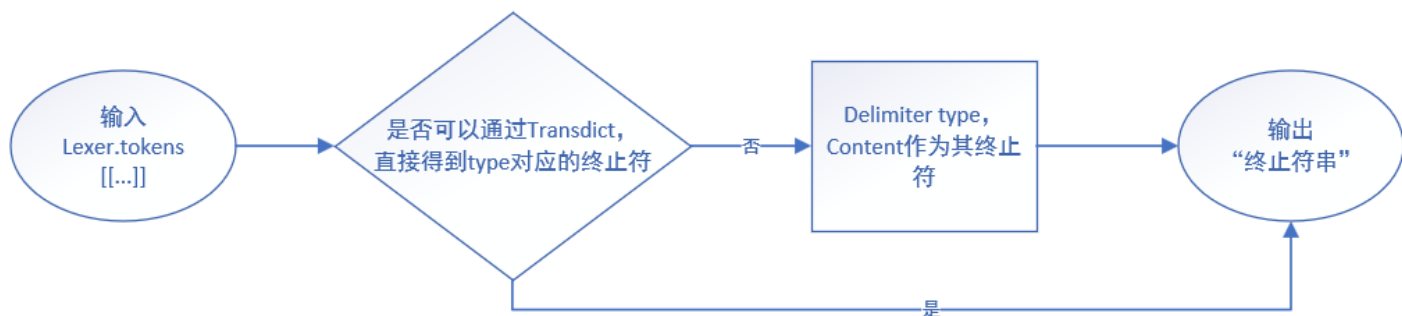 输入
Lexer.tokens
[[...]]
是否可以通过Transdict，
直接得到type对应的终止符
否
Delimiter type，
Content作为其终止
符
输出
“终止符串”
是